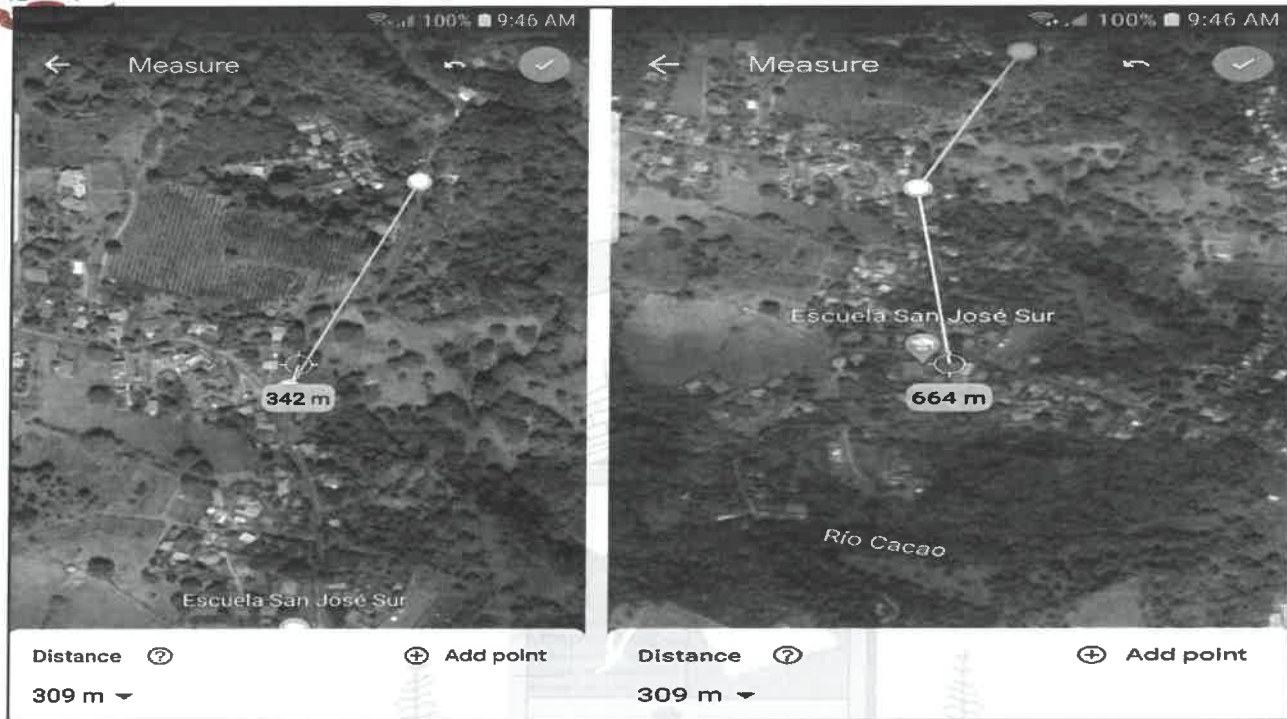 100% 9:46 AM
Measure
342 m
Escuela San José Sur
Distance ?
Add point
309 m
100% 9:46 AM
Measure
Escuela San José Sur
664 m
Río Cacao
Distance ?
Add point
309 m